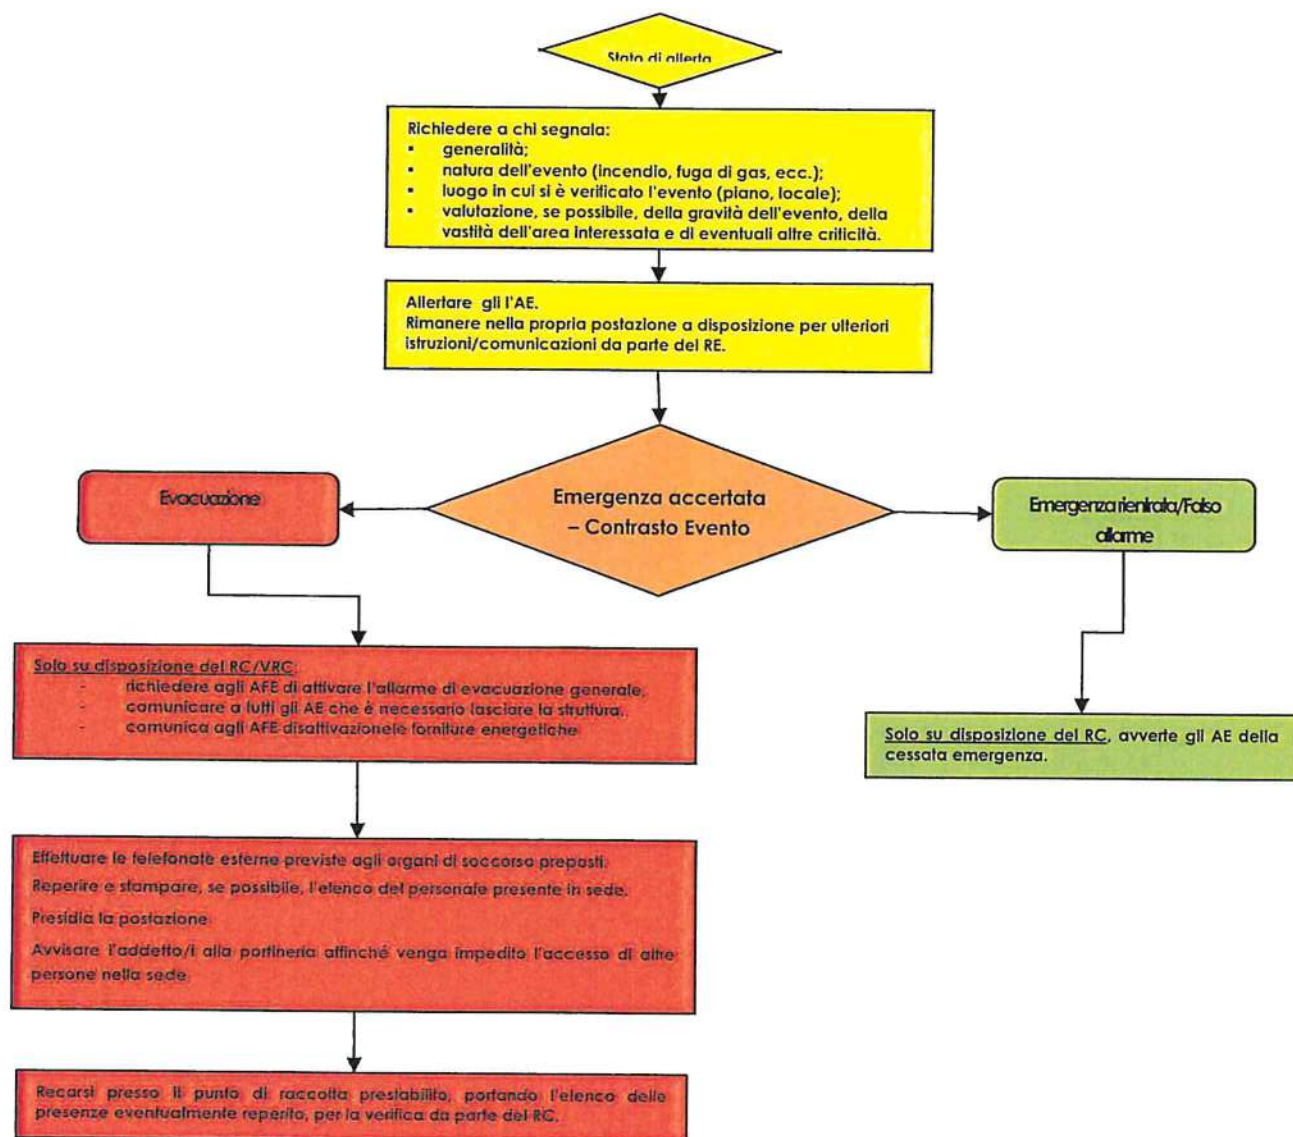 Stato di allerta
Richiedere a chi segnala:
▪ generalità;
▪ natura dell'evento (incendio, fuga di gas, ecc.);
▪ luogo in cui si è verificato l'evento (piano, locale);
▪ valutazione, se possibile, della gravità dell'evento, della
vastità dell'area interessata e di eventuali altre criticità.
Allertare gli l'AE.
Rimanere nella propria postazione a disposizione per ulteriori
istruzioni/comunicazioni da parte del RE.
Emergenza accertata
– Contrasto Evento
Evacuazione
Emergenza rientrata/Falso
allarme
Solo su disposizione del RC/VRC:
- richiedere agli AFE di attivare l'allarme di evacuazione generale.
- comunicare a tutti gli AE che è necessario lasciare la struttura.
- comunica agli AFE disattivazionele forniture energetiche
Solo su disposizione del RC, avverte gli AE della
cessata emergenza.
Effettuare le telefonate esterne previste agli organi di soccorso preposti.
Reperire e stampare, se possibile, l'elenco del personale presente in sede.
Presidia la postazione
Avvisare l'addetto/i alla portineria affinché venga impedito l'accesso di altre
persone nella sede
Recarsi presso il punto di raccolta prestabilito, portando l'elenco delle
presenze eventualmente reperito, per la verifica da parte del RC.